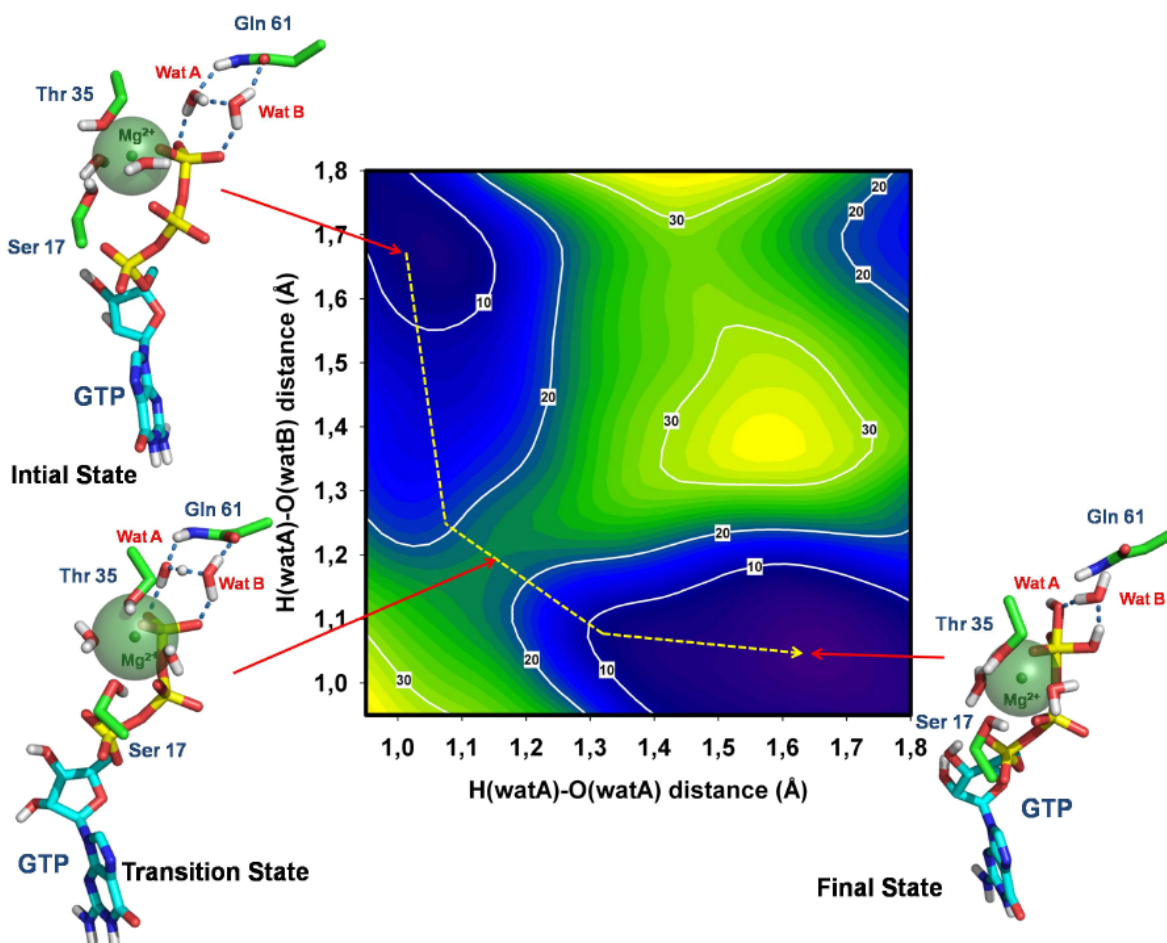 Gln 61
Wat A
Thr 35
Wat B
Mg2+
Ser 17
GTP
Intial State
Gln 61
Wat A
Thr 35
Wat B
Mg2+
Ser 17
GTP
Transition State
H(watA)-O(watB) distance (Å)
1,8
1,7
1,6
1,5
1,4
1,3
1,2
1,1
1,0
30
20
20
20
10
20
30
30
20
20
10
20
10
30
1,0
1,1
1,2
1,3
1,4
1,5
1,6
1,7
1,8
H(watA)-O(watA) distance (Å)
Gln 61
Wat A
Wat B
Thr 35
Mg2+
Ser 17
GTP
Final State